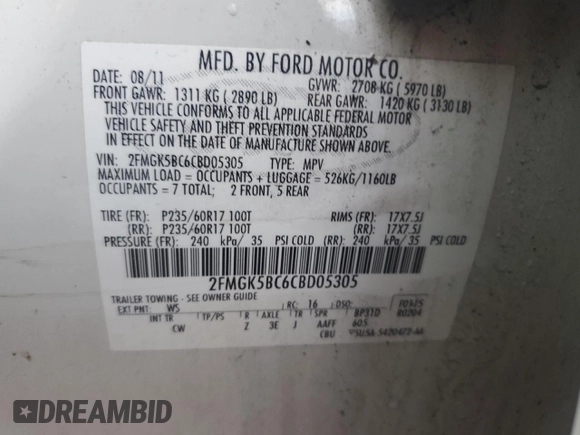 MFD. BY FORD MOTOR CO.
DATE: 08/11 GVWR: 2708 KG ( 5970 LB)
FRONT GAWR: 1311 KG ( 2890 LB) REAR GAWR: 1420 KG ( 3130 LB)
THIS VEHICLE CONFORMS TO ALL APPLICABLE FEDERAL MOTOR
VEHICLE SAFETY AND THEFT PREVENTION STANDARDS
IN EFFECT ON THE DATE OF MANUFACTURE SHOWN ABOVE.
VIN: 2FMGK5BC6CBD05305 TYPE: MPV
MAXIMUM LOAD = OCCUPANTS + LUGGAGE = 526KG/1160LB
OCCUPANTS = 7 TOTAL; 2 FRONT, 5 REAR
TIRE (FR): P235/60R17 100T RIMS (FR): 17X7.5J
(RR): P235/60R17 100T (RR): 17X7.5J
PRESSURE (FR): 240 kPa/ 35 PSI COLD (RR) 240 kPa/ 35 PSI COLD
2FMGK5BC6CBD05305
TRAILER TOWING - SEE OWNER GUIDE
EXT PNT: WS RC: 16 DSO: F0515
BP31D R0204
INT TR TP/PS R AXLE TR SPR
CW Z 3E J AAFF 605
CBU 5U5A-5420472-AA
DREAMBID